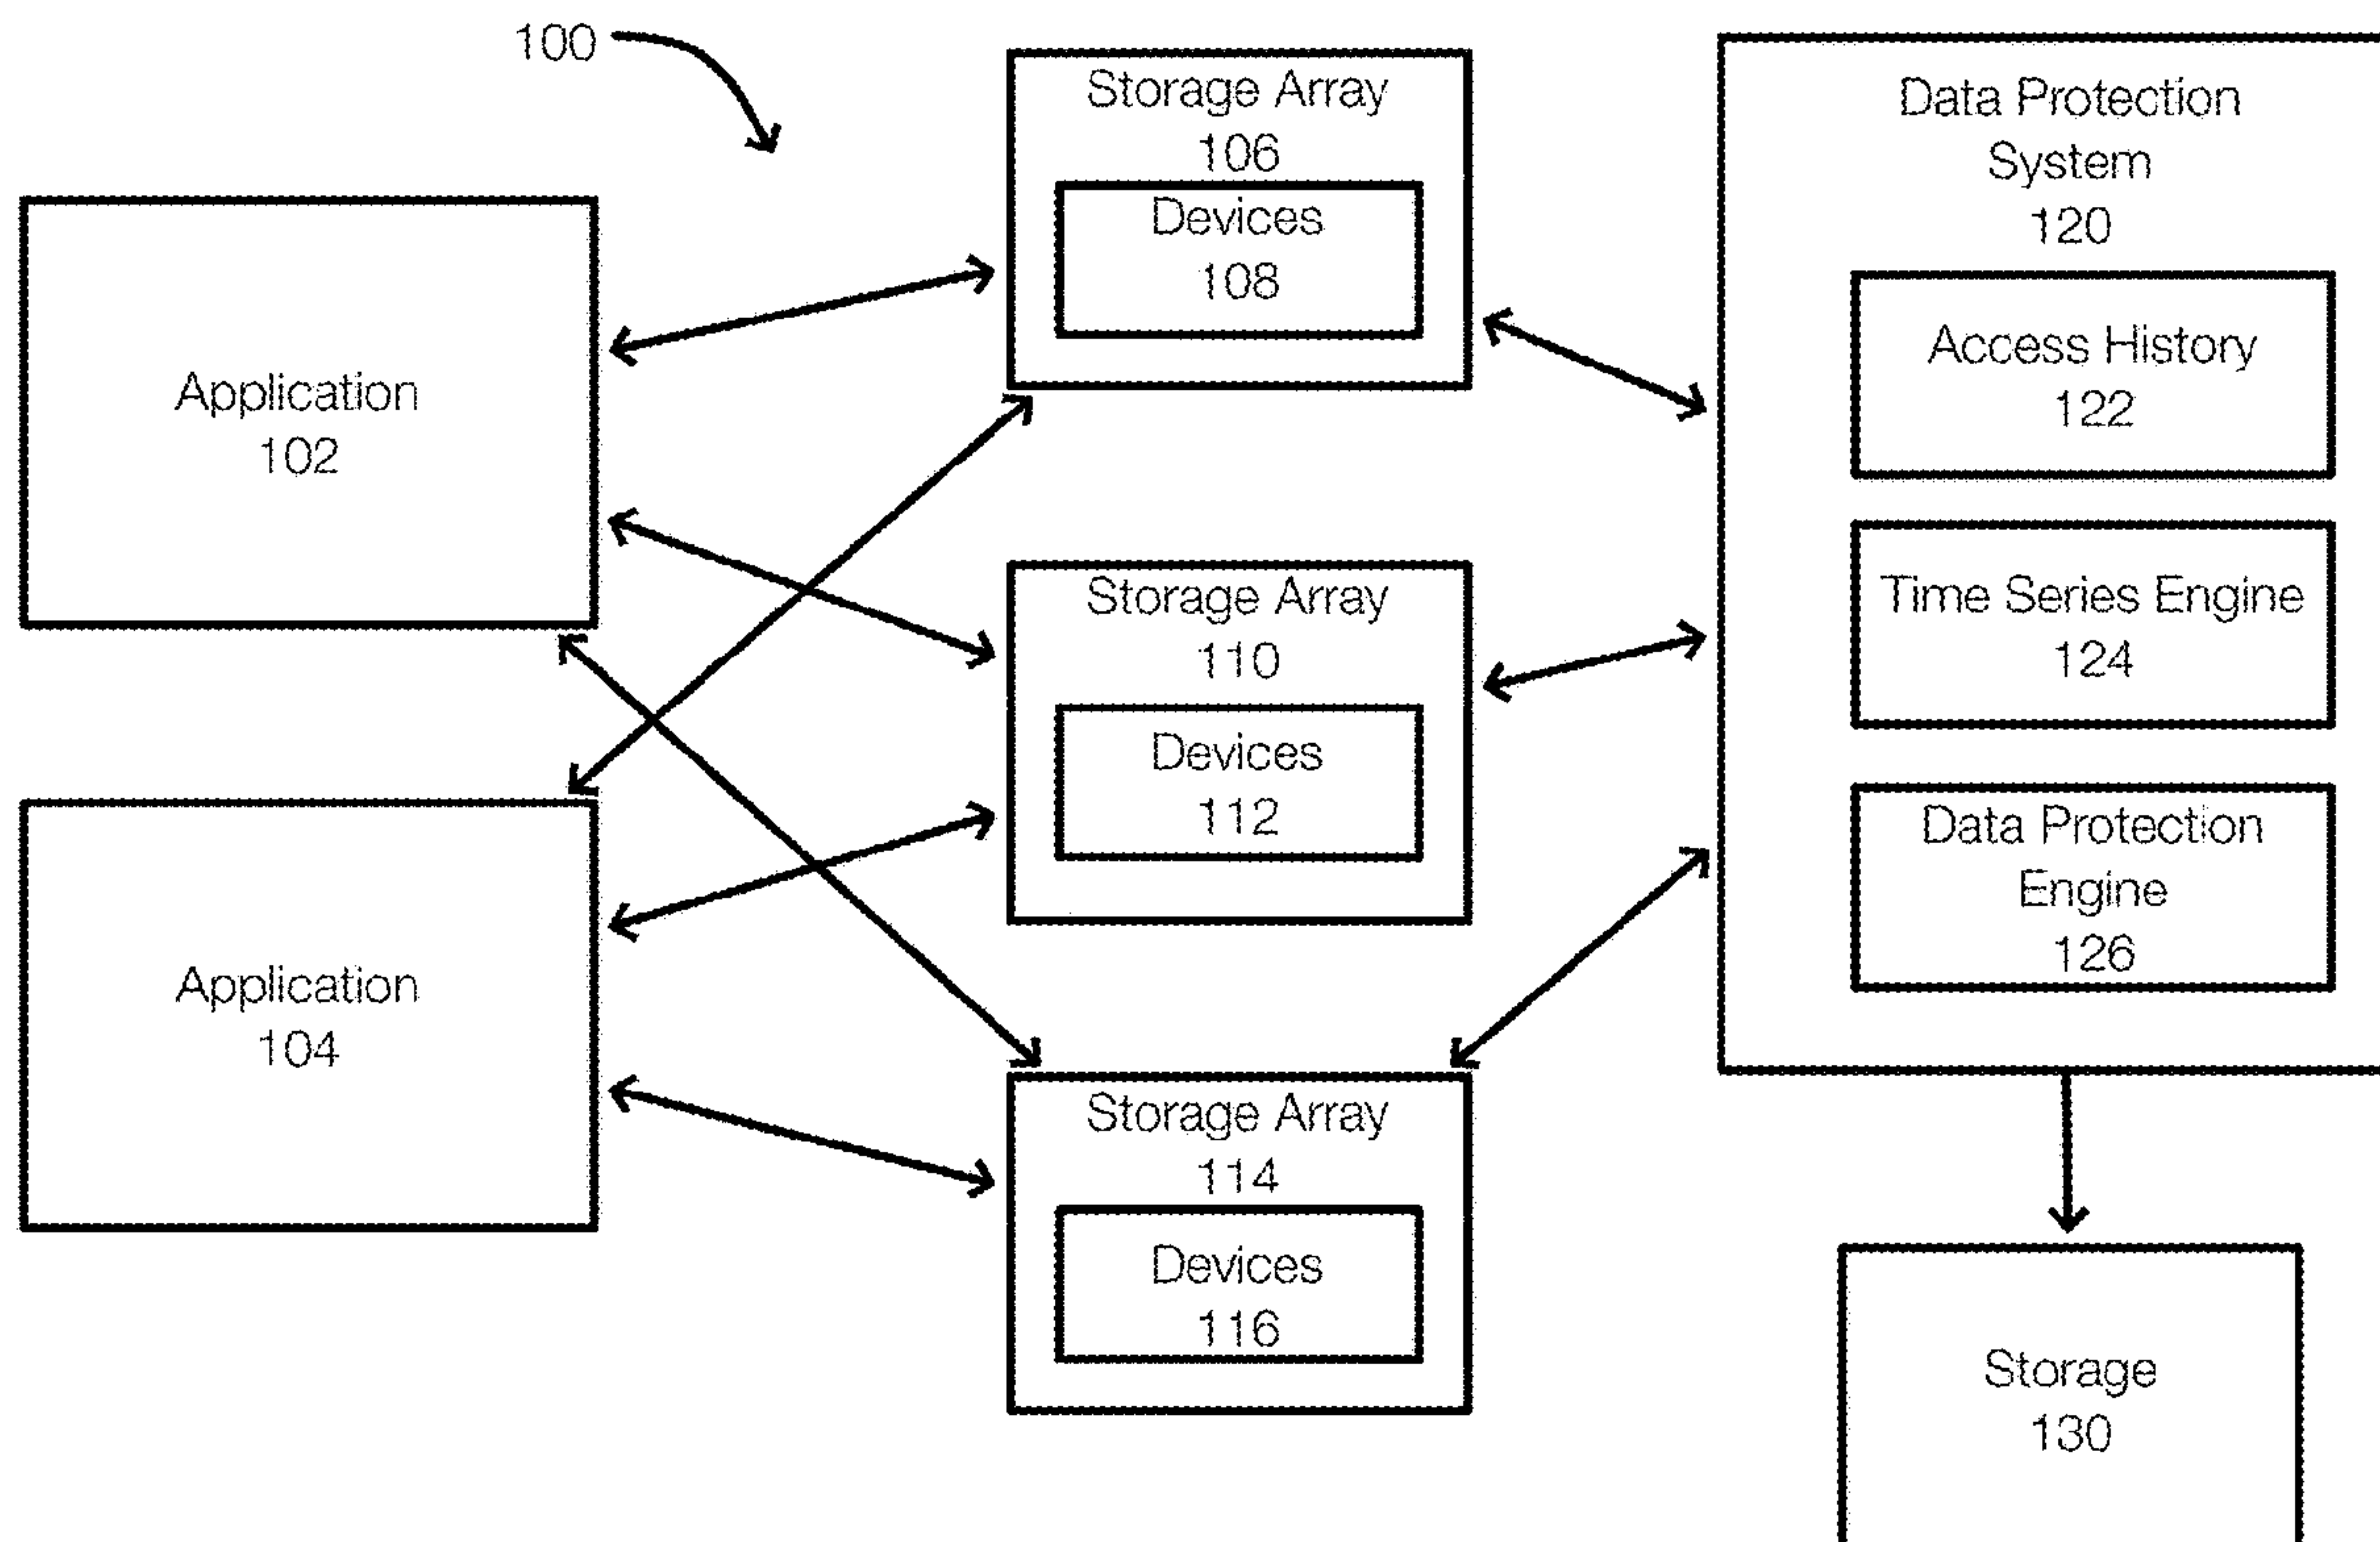 100
Application
102
Application
104
Storage Array
106
Devices
108
Storage Array
110
Devices
112
Storage Array
114
Devices
116
Data Protection
System
120
Access History
122
Time Series Engine
124
Data Protection
Engine
126
Storage
130